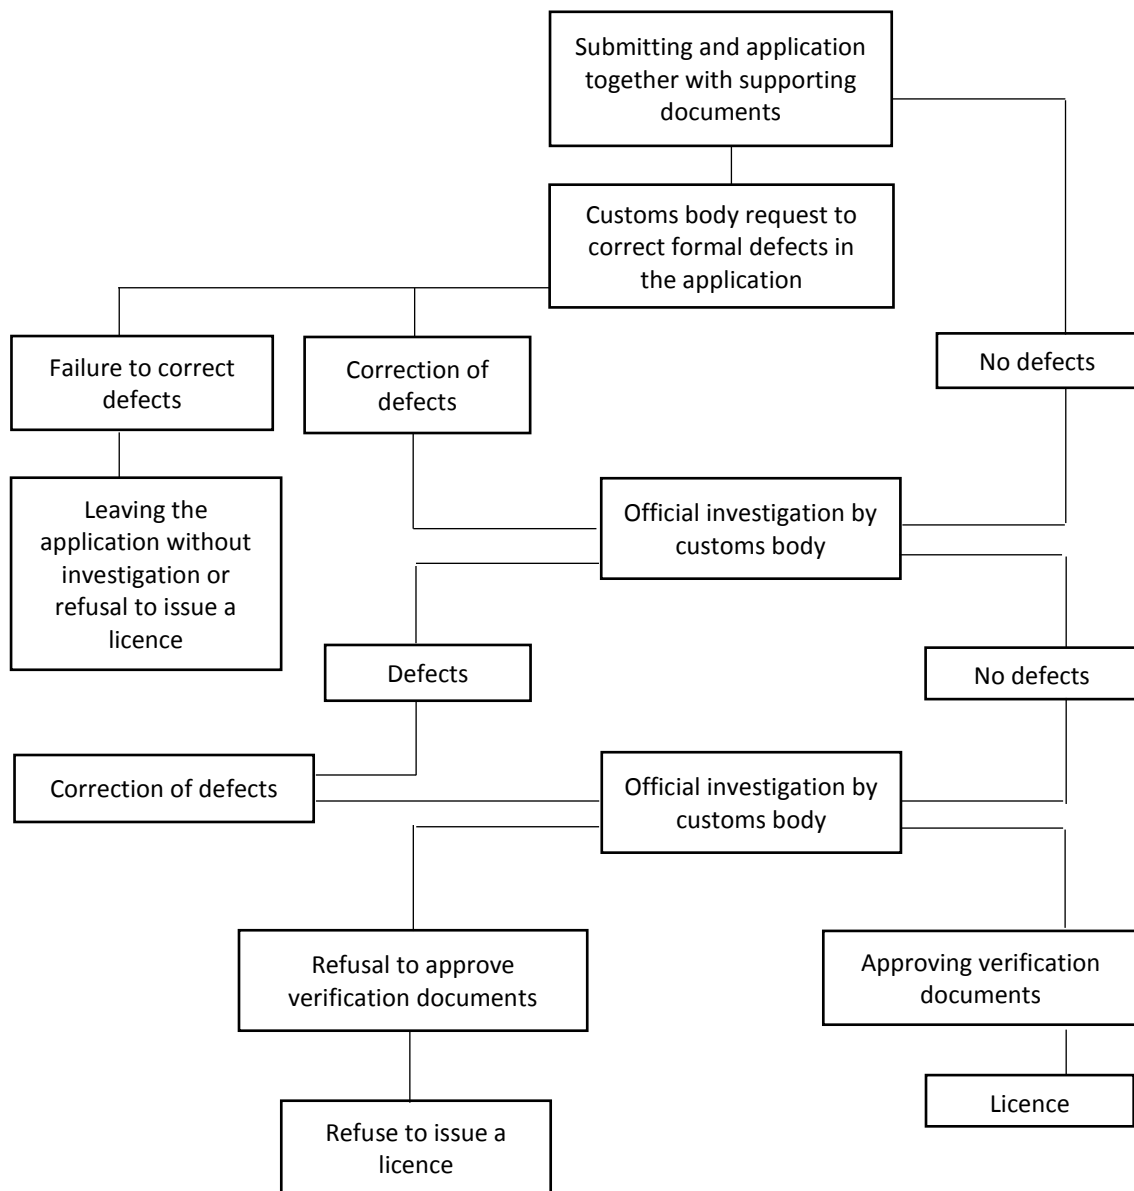 Submitting and application
together with supporting
documents
Customs body request to
correct formal defects in
the application
Failure to correct
defects
Correction of
defects
No defects
Leaving the
application without
investigation or
refusal to issue a
licence
Official investigation by
customs body
Defects
No defects
Correction of defects
Official investigation by
customs body
Refusal to approve
verification documents
Approving verification
documents
Refuse to issue a
licence
Licence